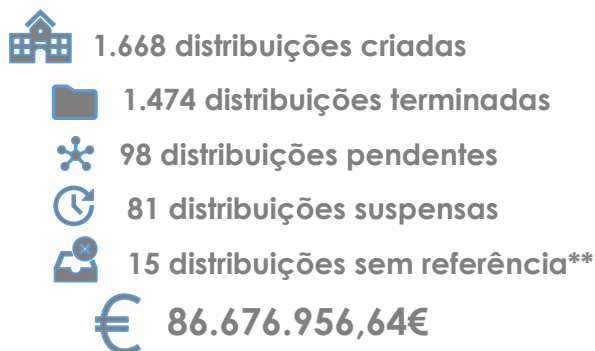 1.668 distribuições criadas
1.474 distribuições terminadas
98 distribuições pendentes
81 distribuições suspensas
15 distribuições sem referência**
€ 86.676.956,64€